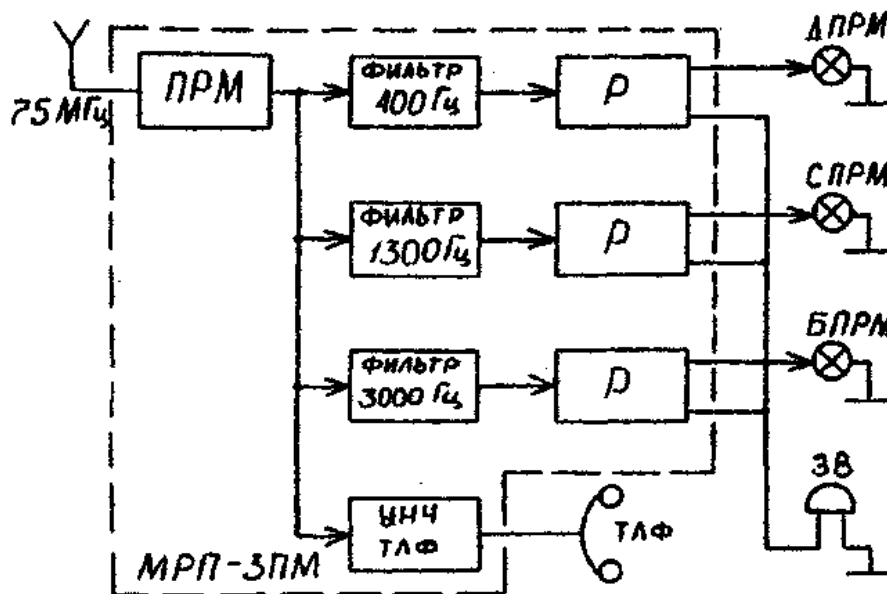 75 МГц
ПРМ
ФИЛЬТР
400 Гц
Р
ДПРМ
ФИЛЬТР
1300 Гц
Р
СПРМ
ФИЛЬТР
3000 Гц
Р
БПРМ
УНЧ
ТЛФ
ТЛФ
ЗВ
МРП-3ПМ